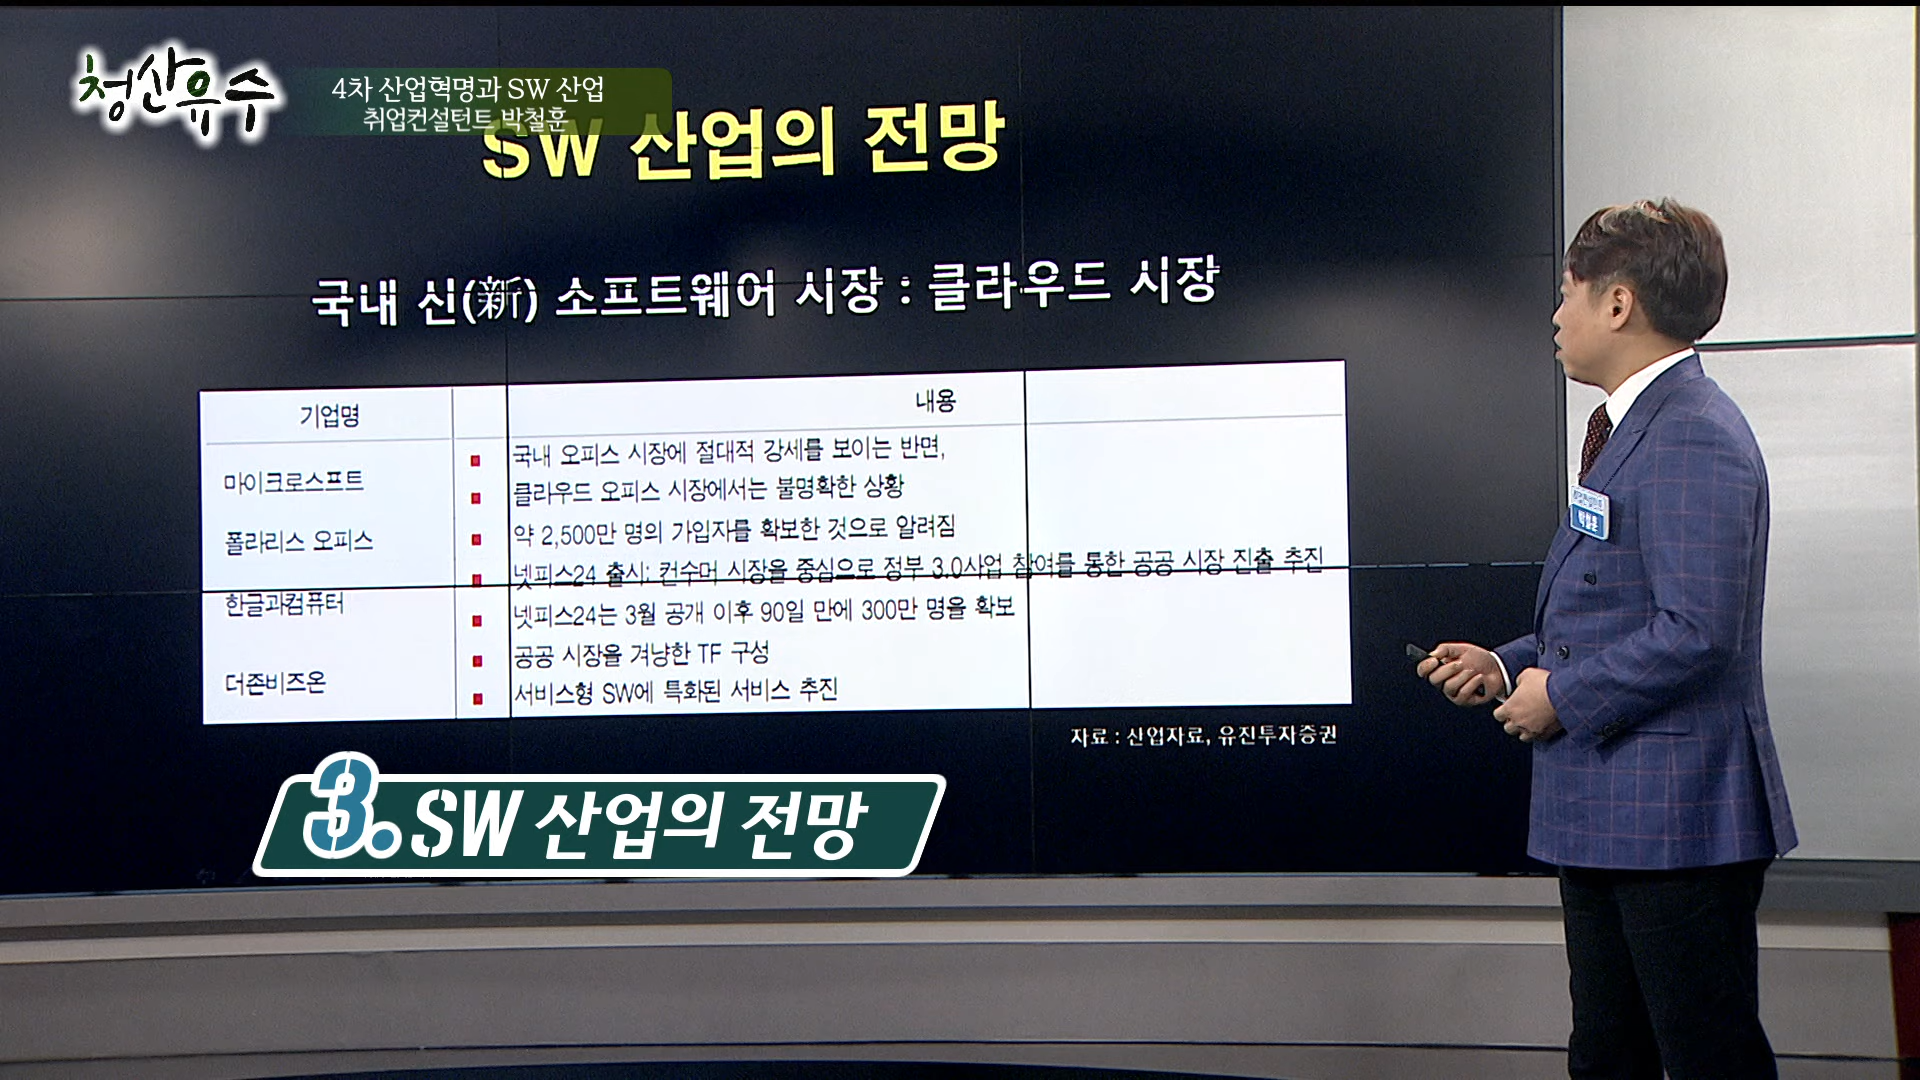 청산유수
4차 산업혁명과 SW 산업
취업컨설턴트 박철훈
SW 산업의 전망
국내 신(新) 소프트웨어 시장 : 클라우드 시장
기업명
내용
마이크로스프트
국내 오피스 시장에 절대적 강세를 보이는 반면,
클라우드 오피스 시장에서는 불명확한 상황
폴라리스 오피스
약 2,500만 명의 가입자를 확보한 것으로 알려짐
넷피스24 출시; 컨수머 시장을 중심으로 정부 3.0사업 참여를 통한 공공 시장 진출 추진
한글과컴퓨터
넷피스24는 3월 공개 이후 90일 만에 300만 명을 확보
공공 시장을 겨냥한 TF 구성
더존비즈온
서비스형 SW에 특화된 서비스 추진
자료 : 산업자료, 유진투자증권
취업컨설턴트
박철훈
3. SW 산업의 전망